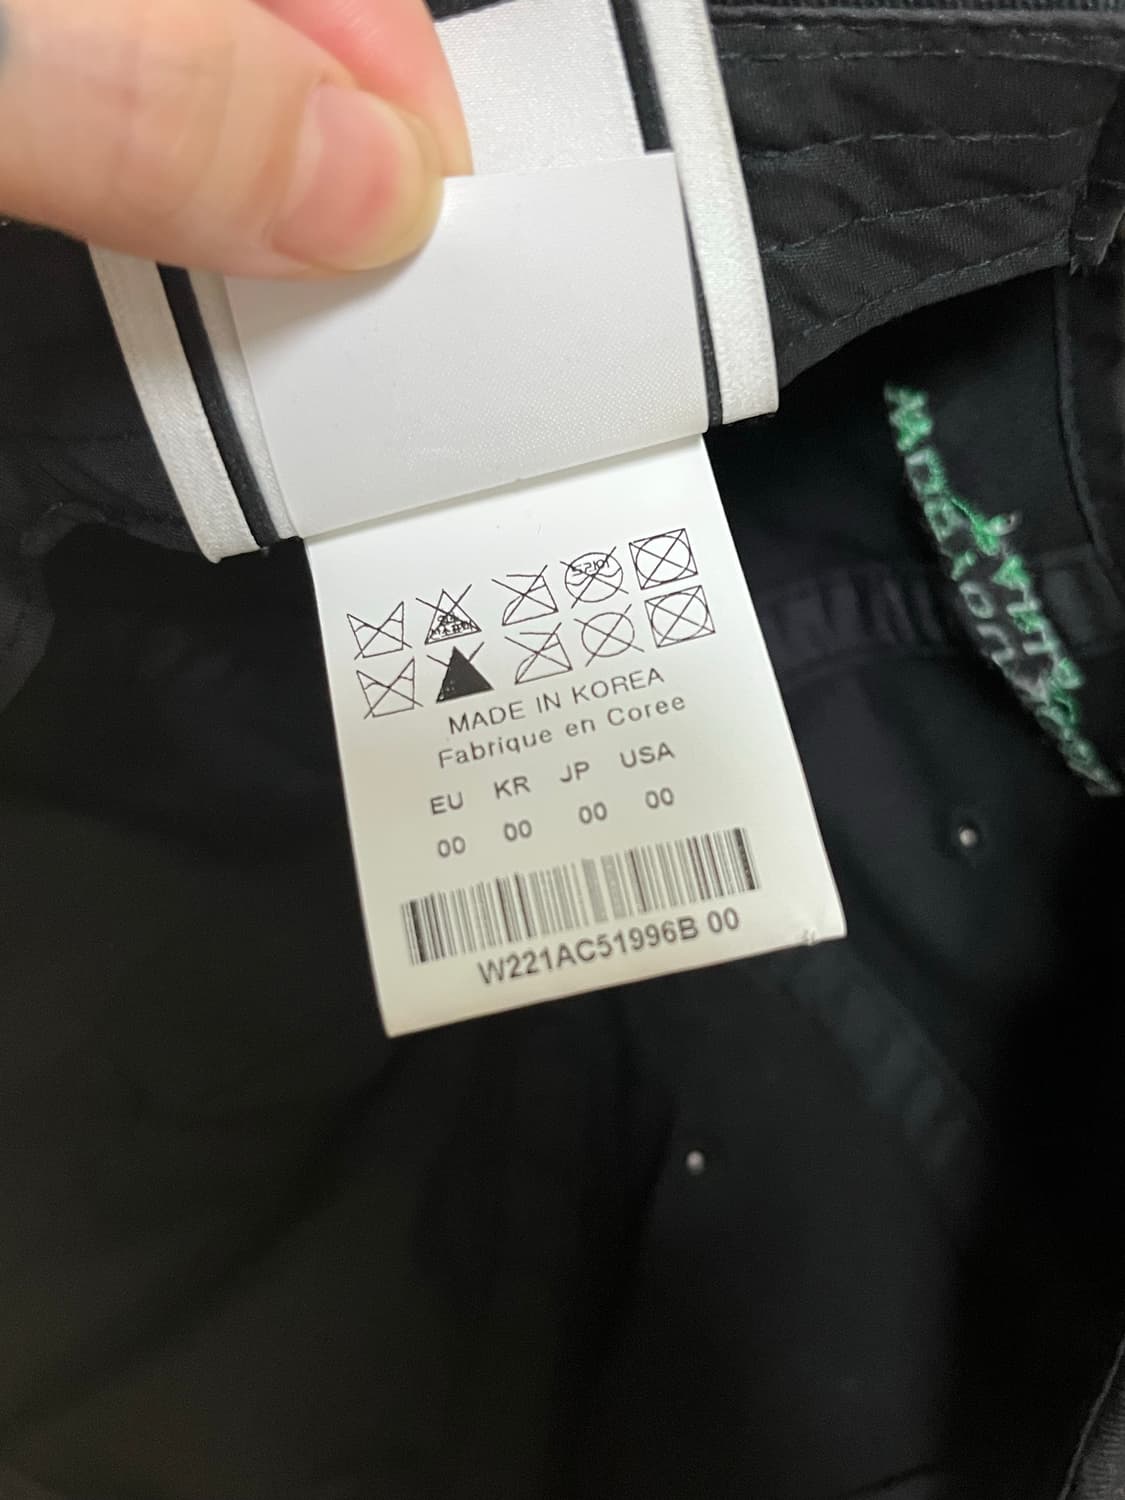 MADE IN KOREA
Fabrique en Coree
EU KR JP USA
00 00 00 00
W221AC51996B 00